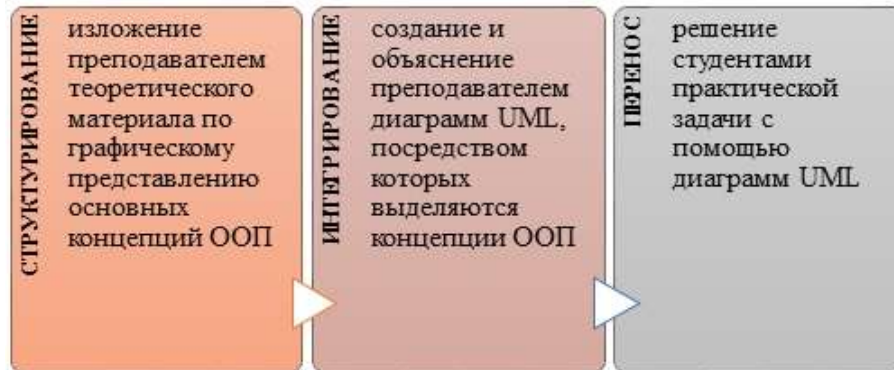 СТРУКТУРИРОВАНИЕ
изложение
преподавателем
теоретического
материала по
графическому
представлению
основных
концепций ООП
ИНТЕГРИРОВАНИЕ
создание и
объяснение
преподавателем
диаграмм UML,
посредством
которых
выделяются
концепции ООП
ПЕРЕНОС
решение
студентами
практической
задачи с
помощью
диаграмм UML